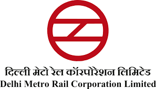 दिल्ली मेट्रो रेल कॉरपोरेशन लिमिटेड
Delhi Metro Rail Corporation Limited